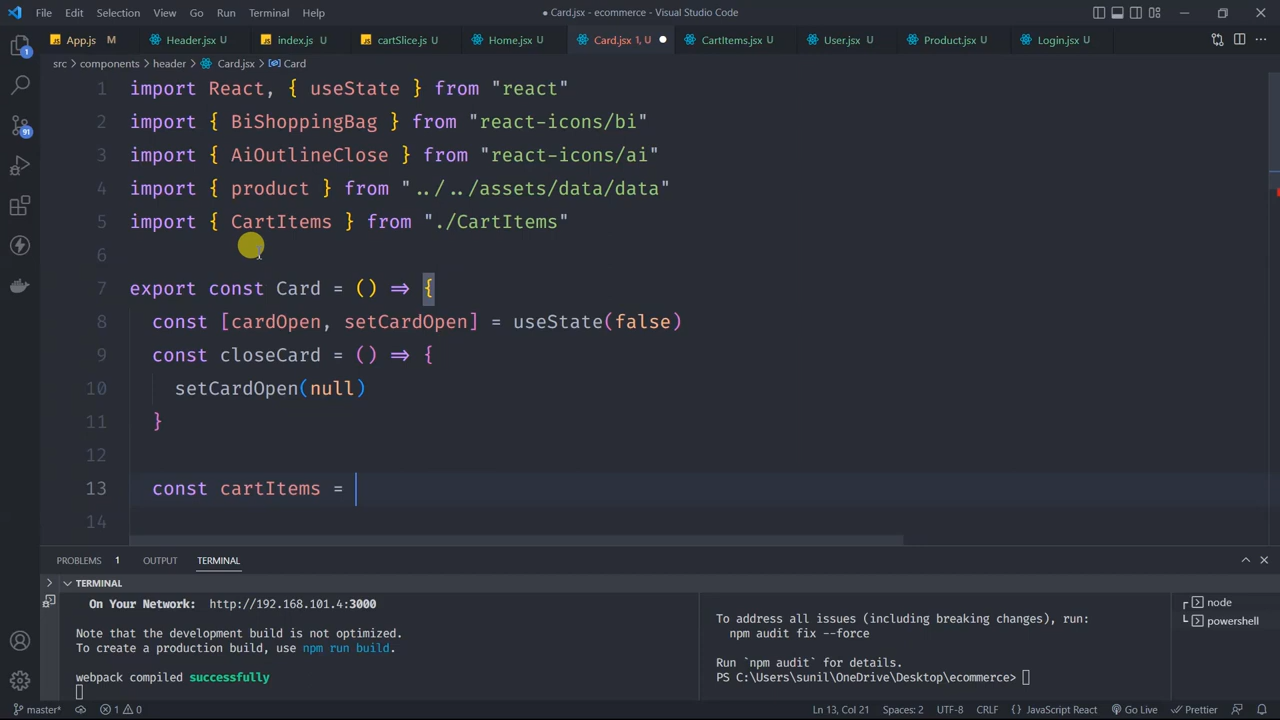 File Edit Selection View Go Run Terminal Help
● Card.jsx - ecommerce - Visual Studio Code
App.js M Header.jsx U index.js U cartSlice.js U Home.jsx U Card.jsx 1, U CartItems.jsx U User.jsx U Product.jsx U Login.jsx U
src > components > header > Card.jsx > Card
1 import React, { useState } from "react"
2 import { BiShoppingBag } from "react-icons/bi"
3 import { AiOutlineClose } from "react-icons/ai"
4 import { product } from "../../assets/data/data"
5 import { CartItems } from "./CartItems"
6
7 export const Card = () => {
8 const [cardOpen, setCardOpen] = useState(false)
9 const closeCard = () => {
10 setCardOpen(null)
11 }
12
13 const cartItems =
14
1
91
PROBLEMS 1 OUTPUT TERMINAL
TERMINAL
On Your Network: http://192.168.101.4:3000
Note that the development build is not optimized.
To create a production build, use npm run build.
webpack compiled successfully
To address all issues (including breaking changes), run:
npm audit fix --force
Run `npm audit` for details.
PS C:\Users\sunil\OneDrive\Desktop\ecommerce>
node
powershell
master* 1 0 Ln 13, Col 21 Spaces: 2 UTF-8 CRLF JavaScript React Go Live Prettier